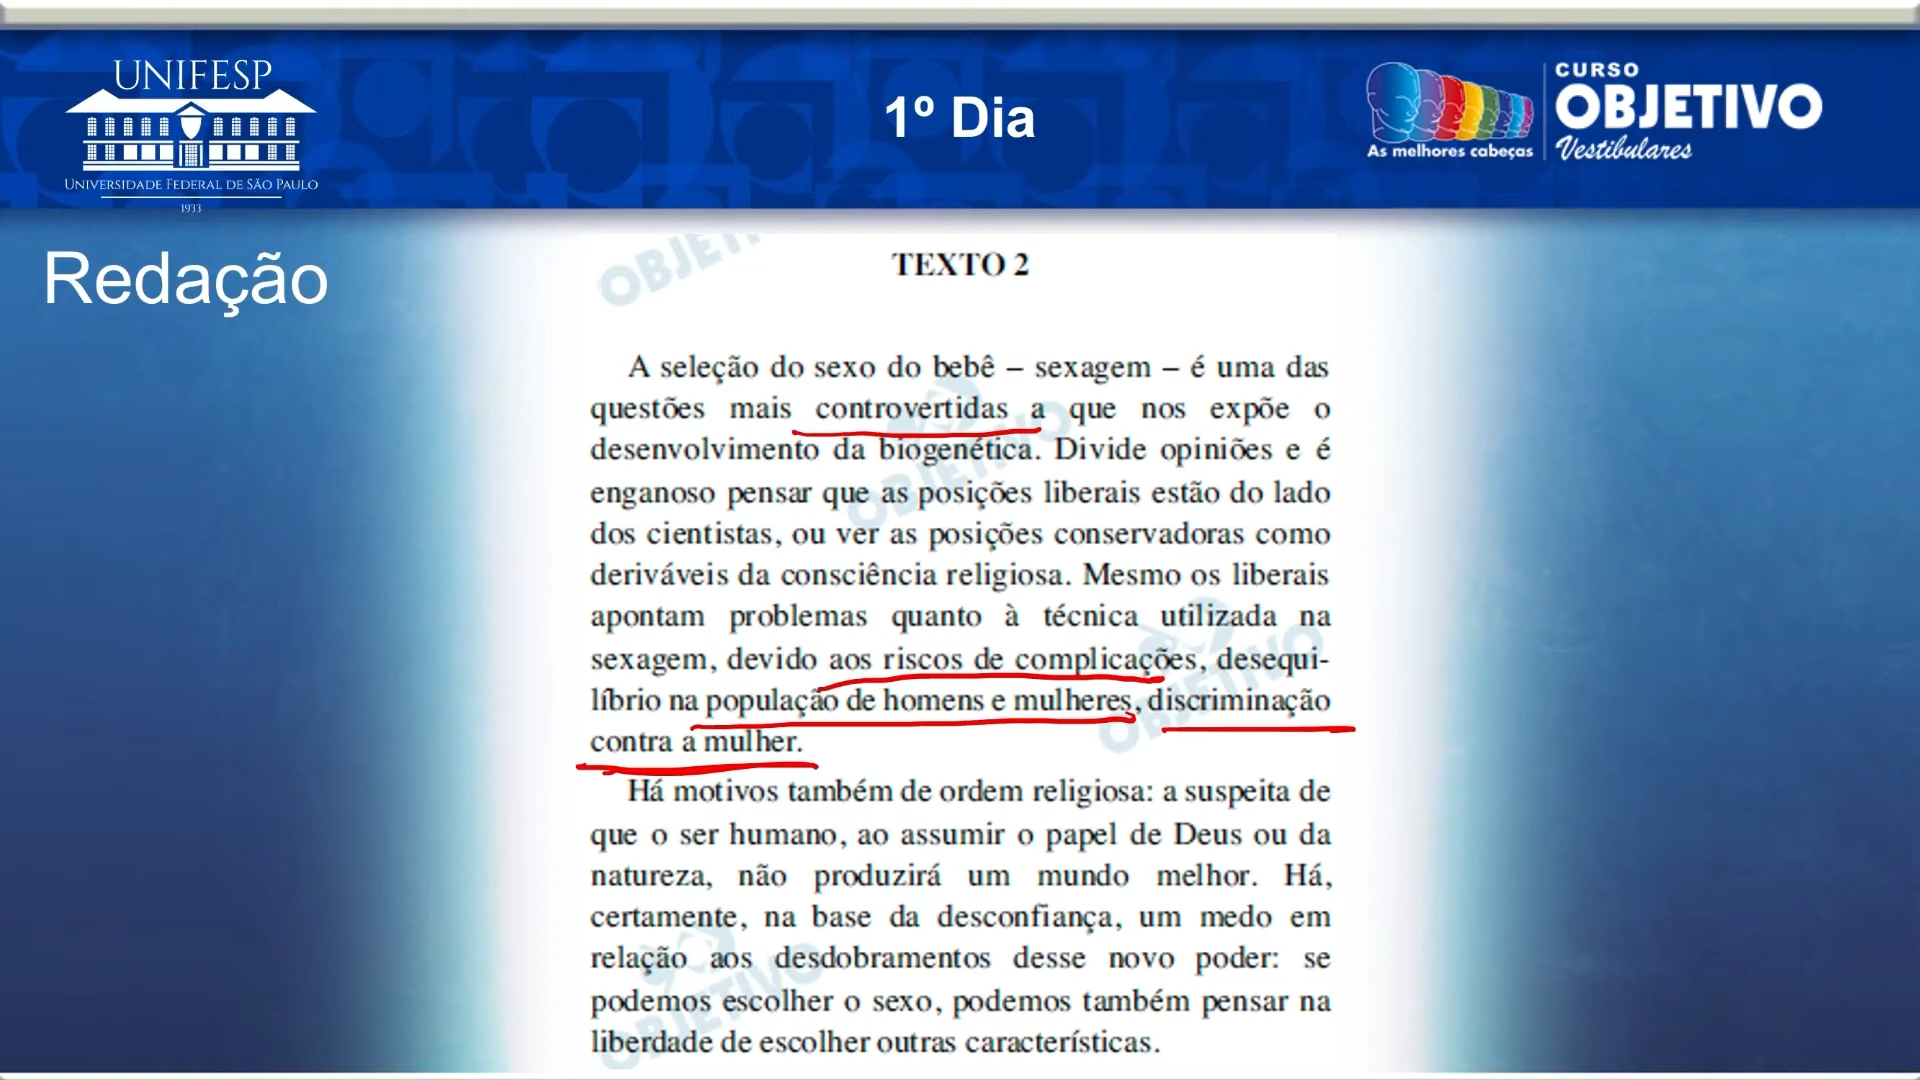 UNIFESP
UNIVERSIDADE FEDERAL DE SÃO PAULO
1933
1º Dia
CURSO
OBJETIVO
As melhores cabeças
Vestibulares
Redação
OBJETIVO
TEXTO 2
A seleção do sexo do bebê – sexagem – é uma das
questões mais controvertidas a que nos expõe o
desenvolvimento da biogenética. Divide opiniões e é
enganoso pensar que as posições liberais estão do lado
dos cientistas, ou ver as posições conservadoras como
deriváveis da consciência religiosa. Mesmo os liberais
apontam problemas quanto à técnica utilizada na
sexagem, devido aos riscos de complicações, desequi-
líbrio na população de homens e mulheres, discriminação
contra a mulher.
Há motivos também de ordem religiosa: a suspeita de
que o ser humano, ao assumir o papel de Deus ou da
natureza, não produzirá um mundo melhor. Há,
certamente, na base da desconfiança, um medo em
relação aos desdobramentos desse novo poder: se
podemos escolher o sexo, podemos também pensar na
liberdade de escolher outras características.
OBJETIVO
OBJETIVO
OBJETIVO